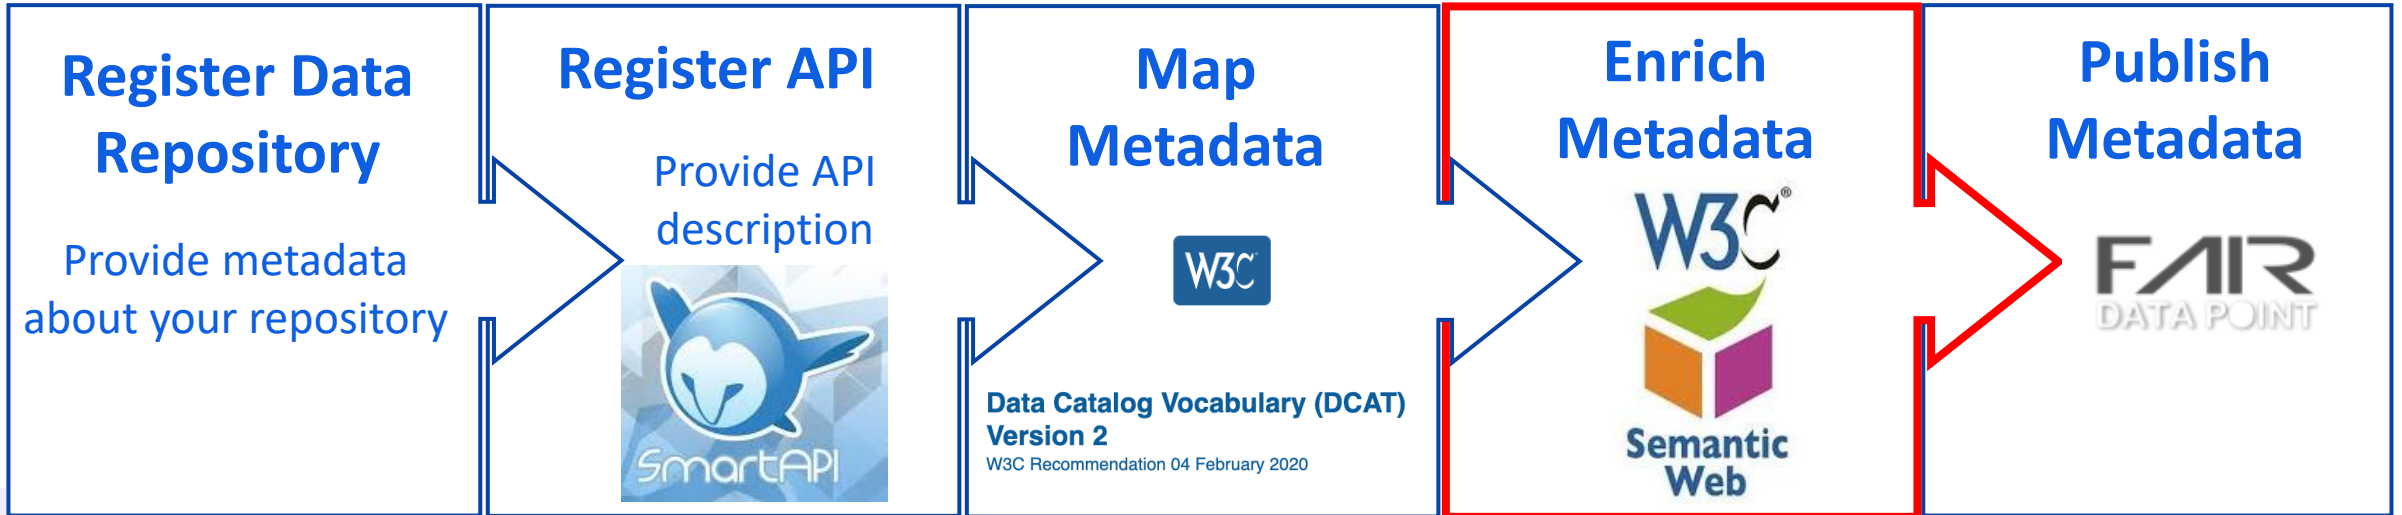 Register Data
Repository
Provide metadata
about your repository
Register API
Provide API
description
SmartAPI
Map
Metadata
W3C
Data Catalog Vocabulary (DCAT)
Version 2
W3C Recommendation 04 February 2020
Enrich
Metadata
W3C®
Semantic
Web
Publish
Metadata
FAIR
DATA POINT